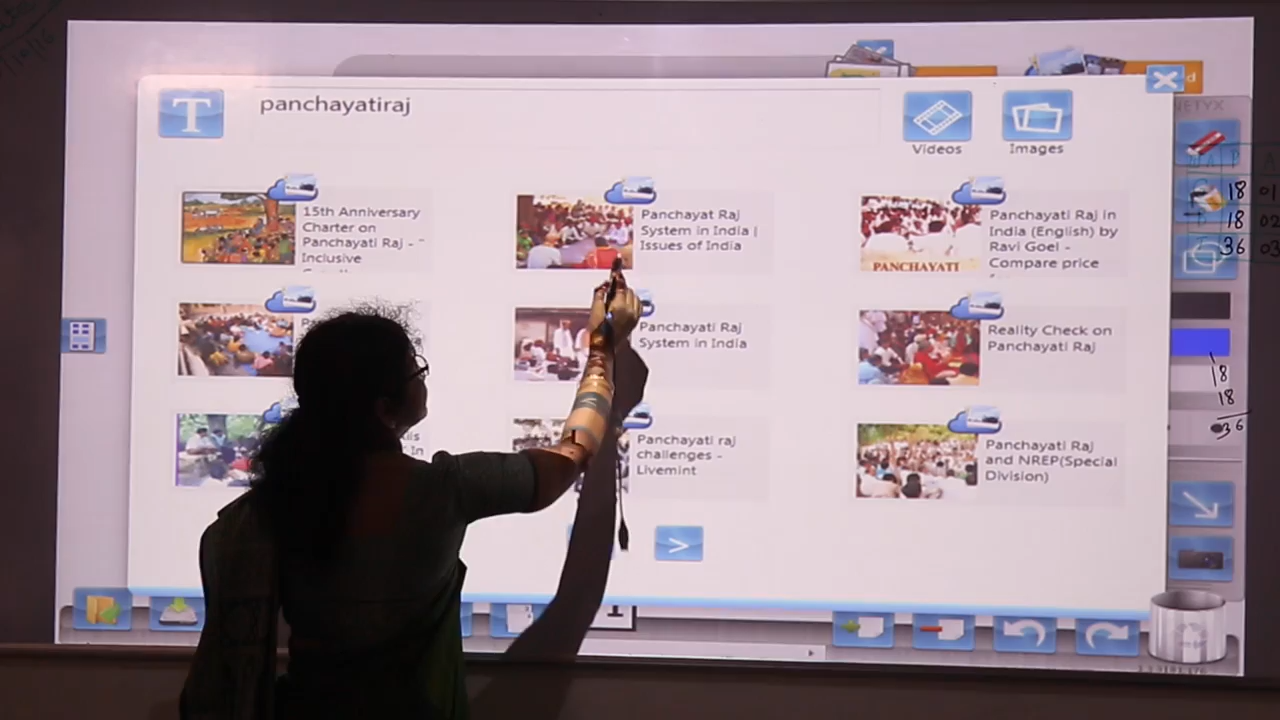 panchayatiraj
Videos
Images
NETYX
15th Anniversary
Charter on
Panchayati Raj -
Inclusive
Panchayat Raj
System in India |
Issues of India
Panchayati Raj in
India (English) by
Ravi Goel -
Compare price
PANCHAYATI
Panchayati Raj
System in India
Reality Check on
Panchayati Raj
Panchayati raj
challenges -
Livemint
Panchayati Raj
and NREP(Special
Division)
18
18
36
18
18
36